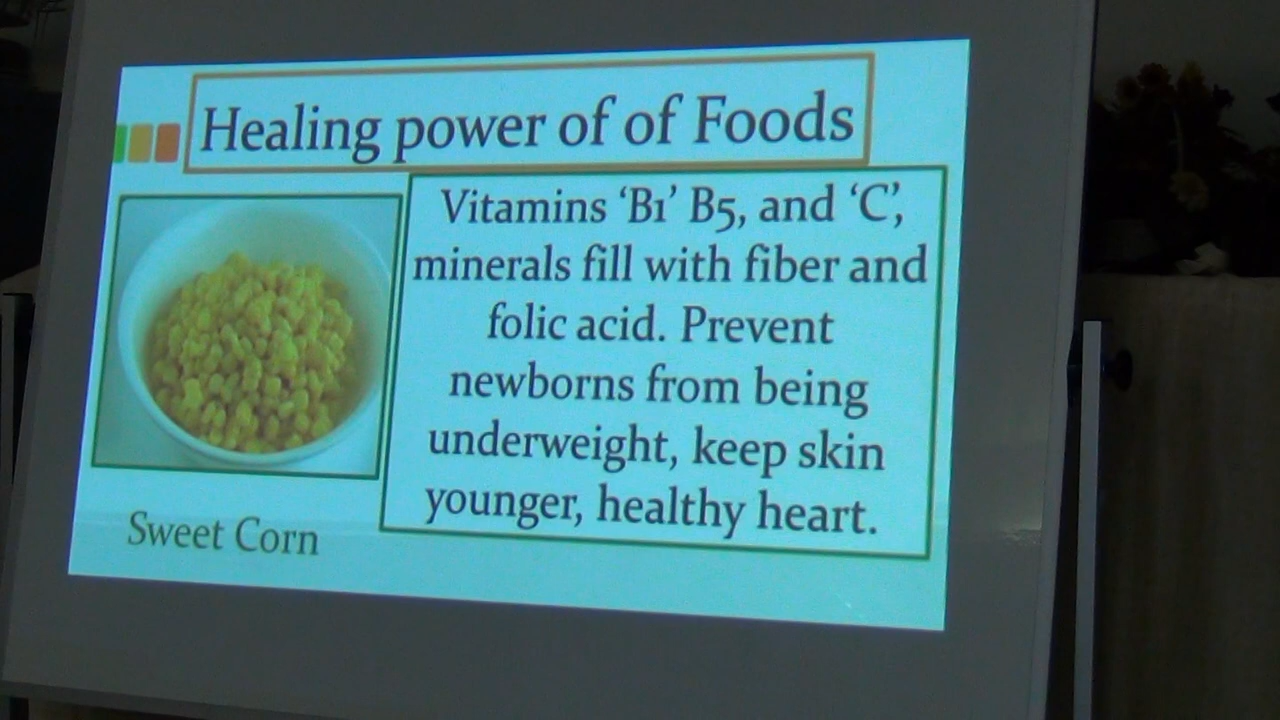 Healing power of of Foods
Vitamins ‘B1’ B5, and ‘C’,
minerals fill with fiber and
folic acid. Prevent
newborns from being
underweight, keep skin
younger, healthy heart.
Sweet Corn